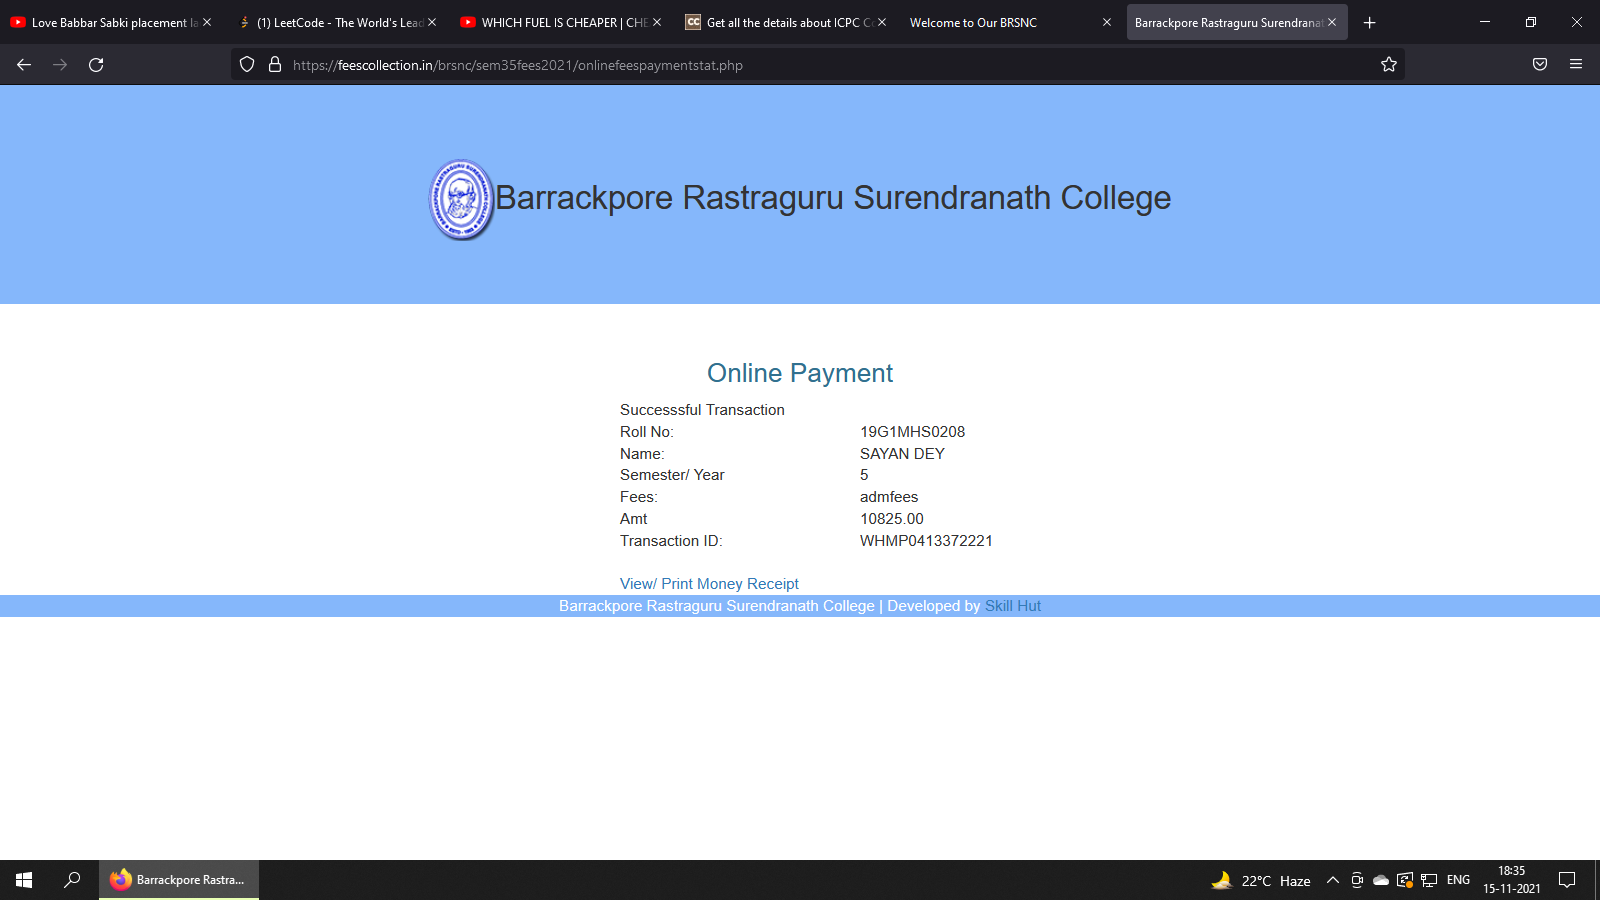 Love Babbar Sabki placement la
(1) LeetCode - The World's Lead
WHICH FUEL IS CHEAPER | CHE
Get all the details about ICPC Co
Welcome to Our BRSNC
Barrackpore Rastraguru Surendranat
https://feescollection.in/brsnc/sem35fees2021/onlinefeespaymentstat.php
Barrackpore Rastraguru Surendranath College
Online Payment
Successsful Transaction
Roll No: 19G1MHS0208
Name: SAYAN DEY
Semester/ Year 5
Fees: admfees
Amt 10825.00
Transaction ID: WHMP0413372221
View/ Print Money Receipt
Barrackpore Rastraguru Surendranath College | Developed by Skill Hut
Barrackpore Rastra...
22°C Haze
ENG
18:35
15-11-2021